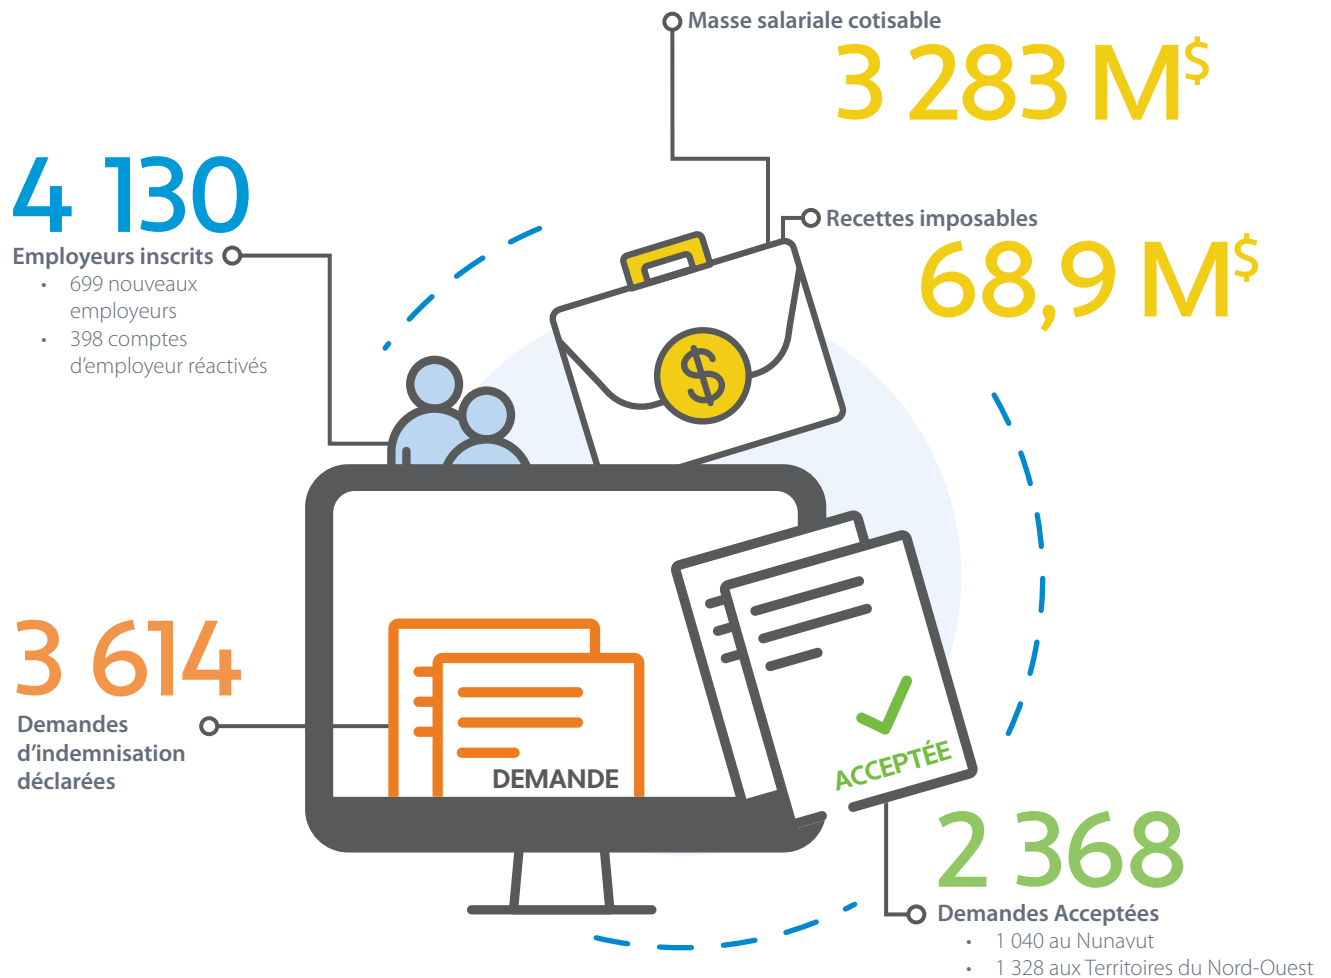 Masse salariale cotisable
3 283 M$
4 130
Employeurs inscrits
• 699 nouveaux
employeurs
• 398 comptes
d'employeur réactivés
Recettes imposables
68,9 M$
$
3 614
Demandes
d'indemnisation
déclarées
DEMANDE
ACCEPTÉE
2 368
Demandes Acceptées
• 1 040 au Nunavut
• 1 328 aux Territoires du Nord-Ouest